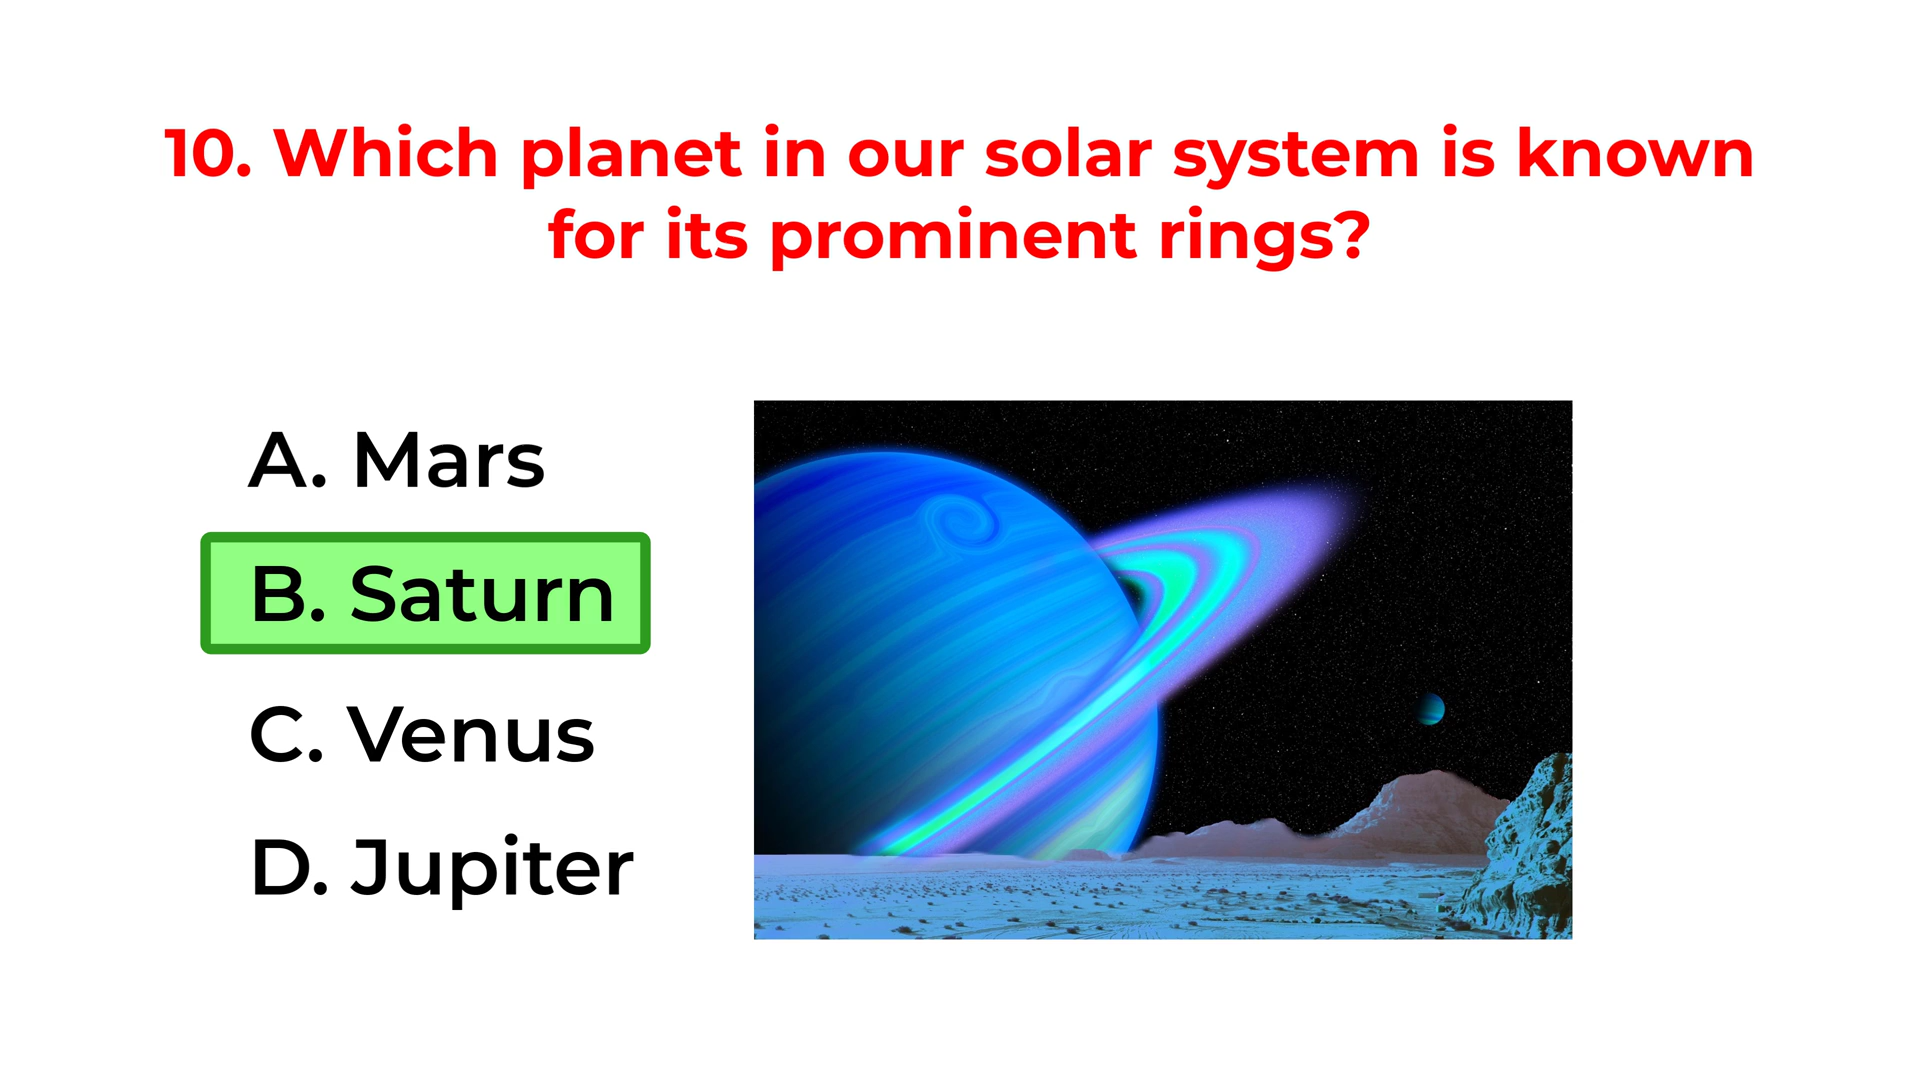 10. Which planet in our solar system is known
for its prominent rings?
A. Mars
B. Saturn
C. Venus
D. Jupiter